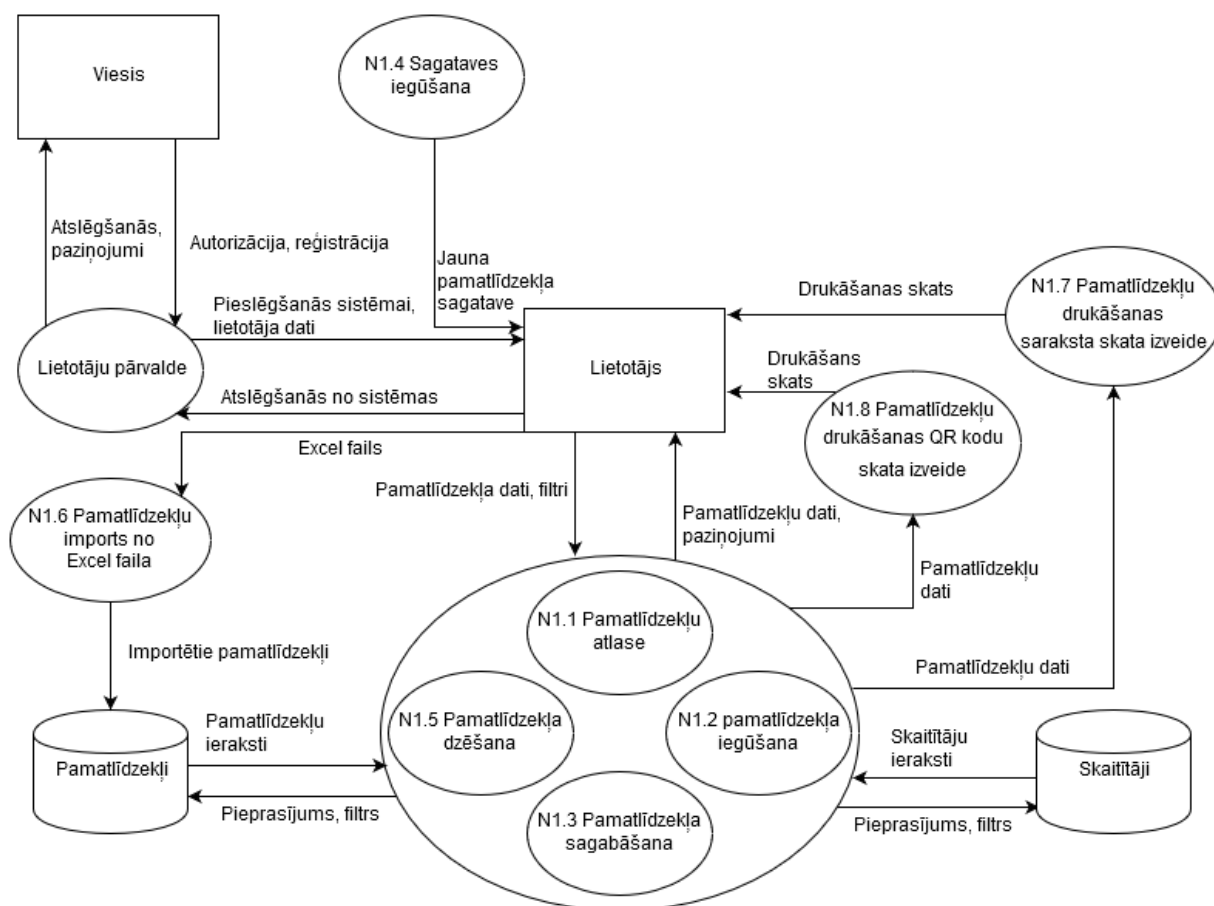 Viesis
N1.4 Sagataves
iegūšana
Atslēgšanās,
paziņojumi
Autorizācija, reģistrācija
Jauna
pamatlīdzekļa
sagatave
Pieslēgšanās sistēmai,
lietotāja dati
Drukāšanas skats
N1.7 Pamatlīdzekļu
drukāšanas
saraksta skata izveide
Lietotāju pārvalde
Lietotājs
Drukāšans
skats
Atslēgšanās no sistēmas
N1.8 Pamatlīdzekļu
drukāšanas QR kodu
skata izveide
Excel fails
Pamatlīdzekļa dati, filtri
N1.6 Pamatlīdzekļu
imports no
Excel faila
Pamatlīdzekļu dati,
paziņojumi
Pamatlīdzekļu
dati
N1.1 Pamatlīdzekļu
atlase
Importētie pamatlīdzekļi
Pamatlīdzekļu dati
N1.5 Pamatlīdzekļa
dzēšana
N1.2 pamatlīdzekļa
iegūšana
Pamatlīdzekļu
ieraksti
Skaitītāju
ieraksti
Pamatlīdzekļi
Skaitītāji
Pieprasījums, filtrs
N1.3 Pamatlīdzekļa
sagabāšana
Pieprasījums, filtrs